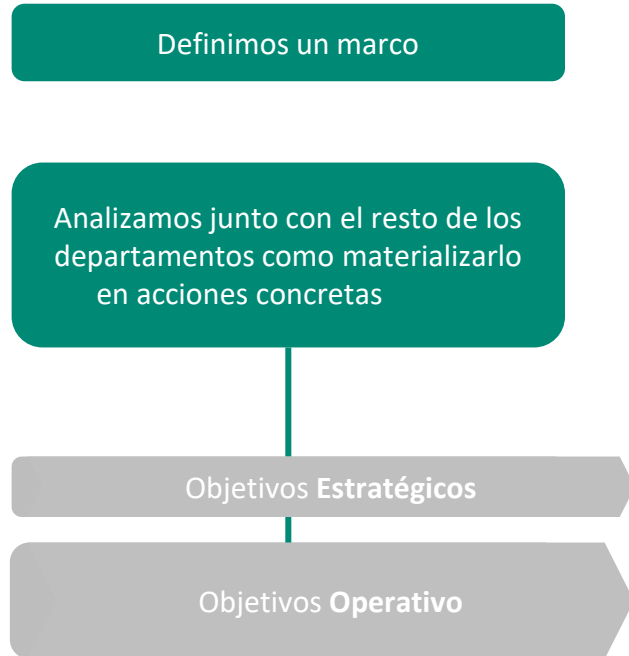 Definimos un marco
Analizamos junto con el resto de los
departamentos como materializarlo
en acciones concretas
Objetivos Estratégicos
Objetivos Operativo